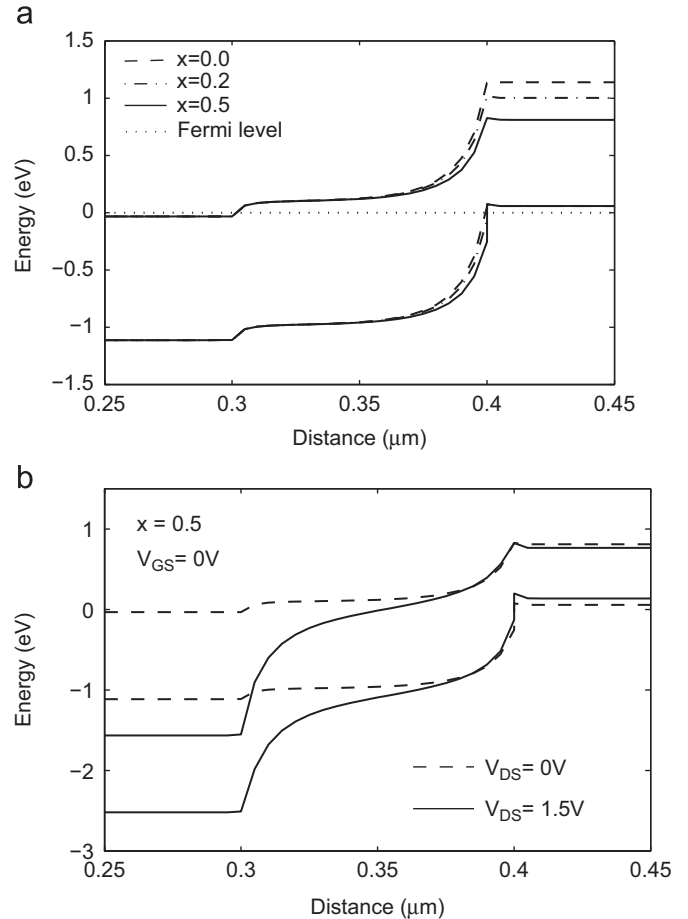 a
1.5
1
0.5
0
−0.5
−1
−1.5
x=0.0
x=0.2
x=0.5
Fermi level
Energy (eV)
0.25 0.3 0.35 0.4 0.45
Distance (μm)
b
1
0
−1
−2
−3
x = 0.5
V_GS= 0V
Energy (eV)
V_DS= 0V
V_DS= 1.5V
0.25 0.3 0.35 0.4 0.45
Distance (μm)